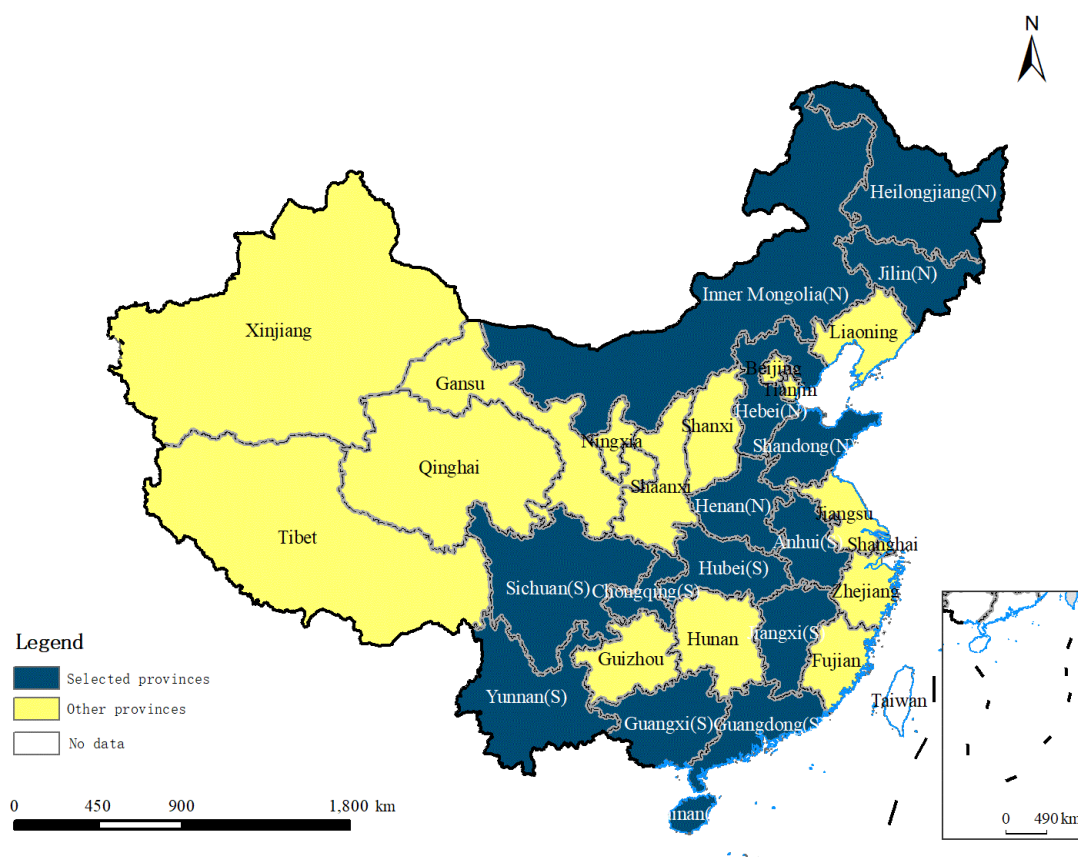 N
Heilongjiang(N)
Jilin(N)
Inner Mongolia(N)
Xinjiang
Liaoning
Beijing
Gansu
Tianjin
Hebei(N)
Shanxi
Ningxia
Shandong(N)
Qinghai
Shaanxi
Henan(N)
Jiangsu
Tibet
Anhui(S)
Shanghai
Hubei(S)
Sichuan(S)
Chongqing(S)
Zhejiang
Jiangxi(S)
Hunan
Guizhou
Fujian
Legend
Selected provinces
Yunnan(S)
Taiwan
Other provinces
Guangxi(S)
Guangdong(S
No data
0 450 900 1,800 km
0 490 km